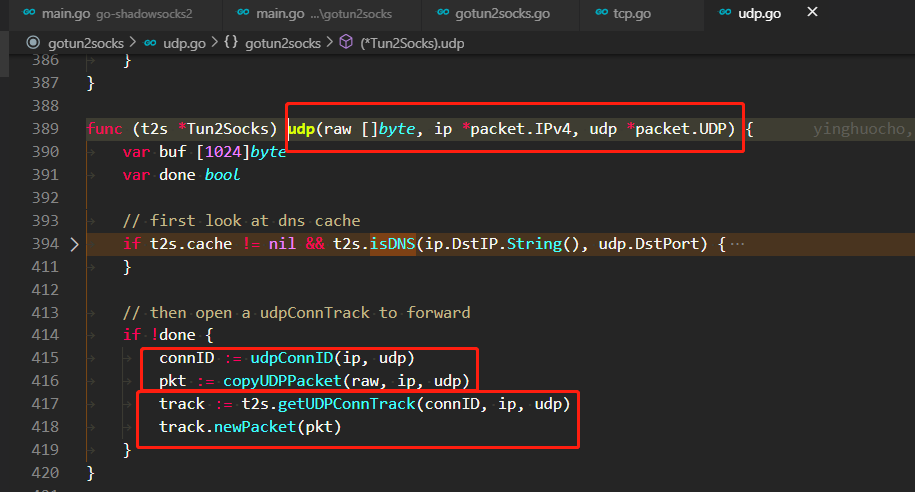 main.go go-shadowsocks2 main.go ...\gotun2socks gotun2socks.go tcp.go udp.go
gotun2socks > udp.go > {} gotun2socks > (*Tun2Socks).udp
386 }
387 }
388
389 func (t2s *Tun2Socks) udp(raw []byte, ip *packet.IPv4, udp *packet.UDP) { yinghuocho,
390 var buf [1024]byte
391 var done bool
392
393 // first look at dns cache
394 if t2s.cache != nil && t2s.isDNS(ip.DstIP.String(), udp.DstPort) {…
411 }
412
413 // then open a udpConnTrack to forward
414 if !done {
415 connID := udpConnID(ip, udp)
416 pkt := copyUDPPacket(raw, ip, udp)
417 track := t2s.getUDPConnTrack(connID, ip, udp)
418 track.newPacket(pkt)
419 }
420 }